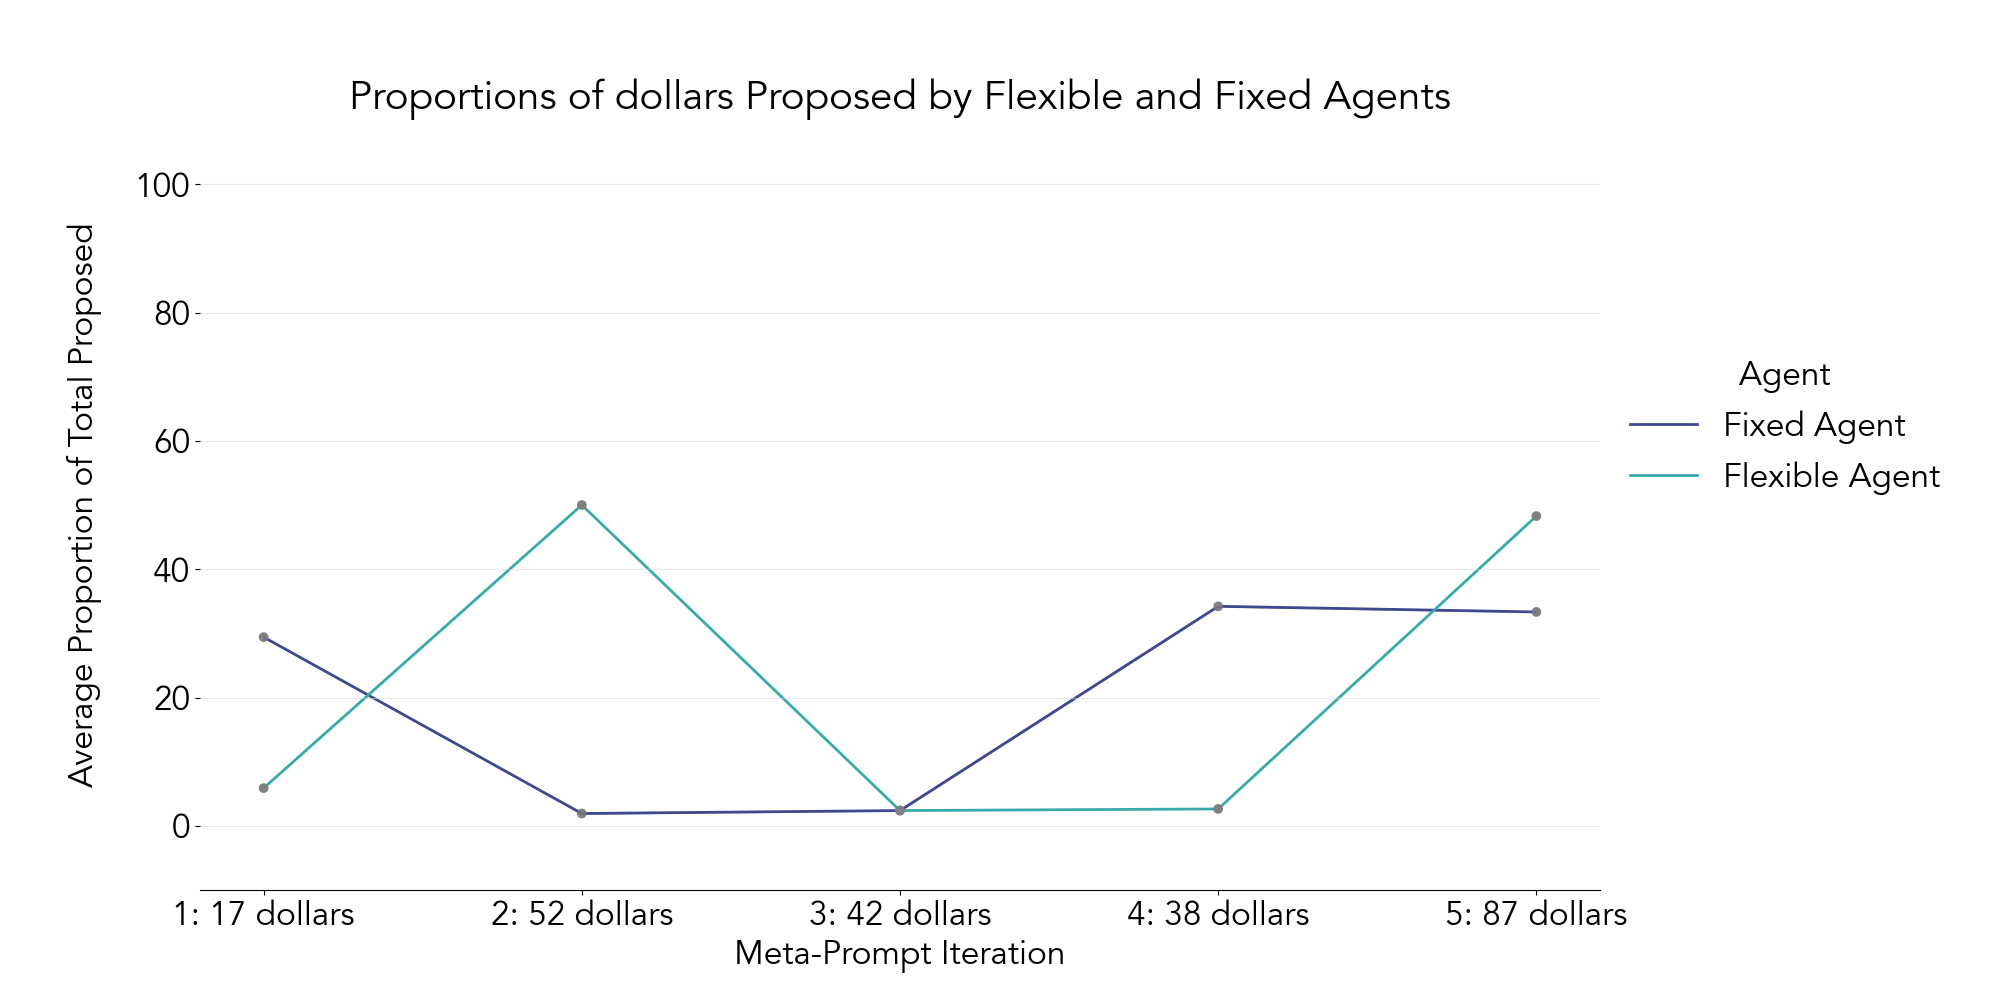 Proportions of dollars Proposed by Flexible and Fixed Agents
Average Proportion of Total Proposed
100
80
60
40
20
0
1: 17 dollars
2: 52 dollars
3: 42 dollars
4: 38 dollars
5: 87 dollars
Meta-Prompt Iteration
Agent
Fixed Agent
Flexible Agent